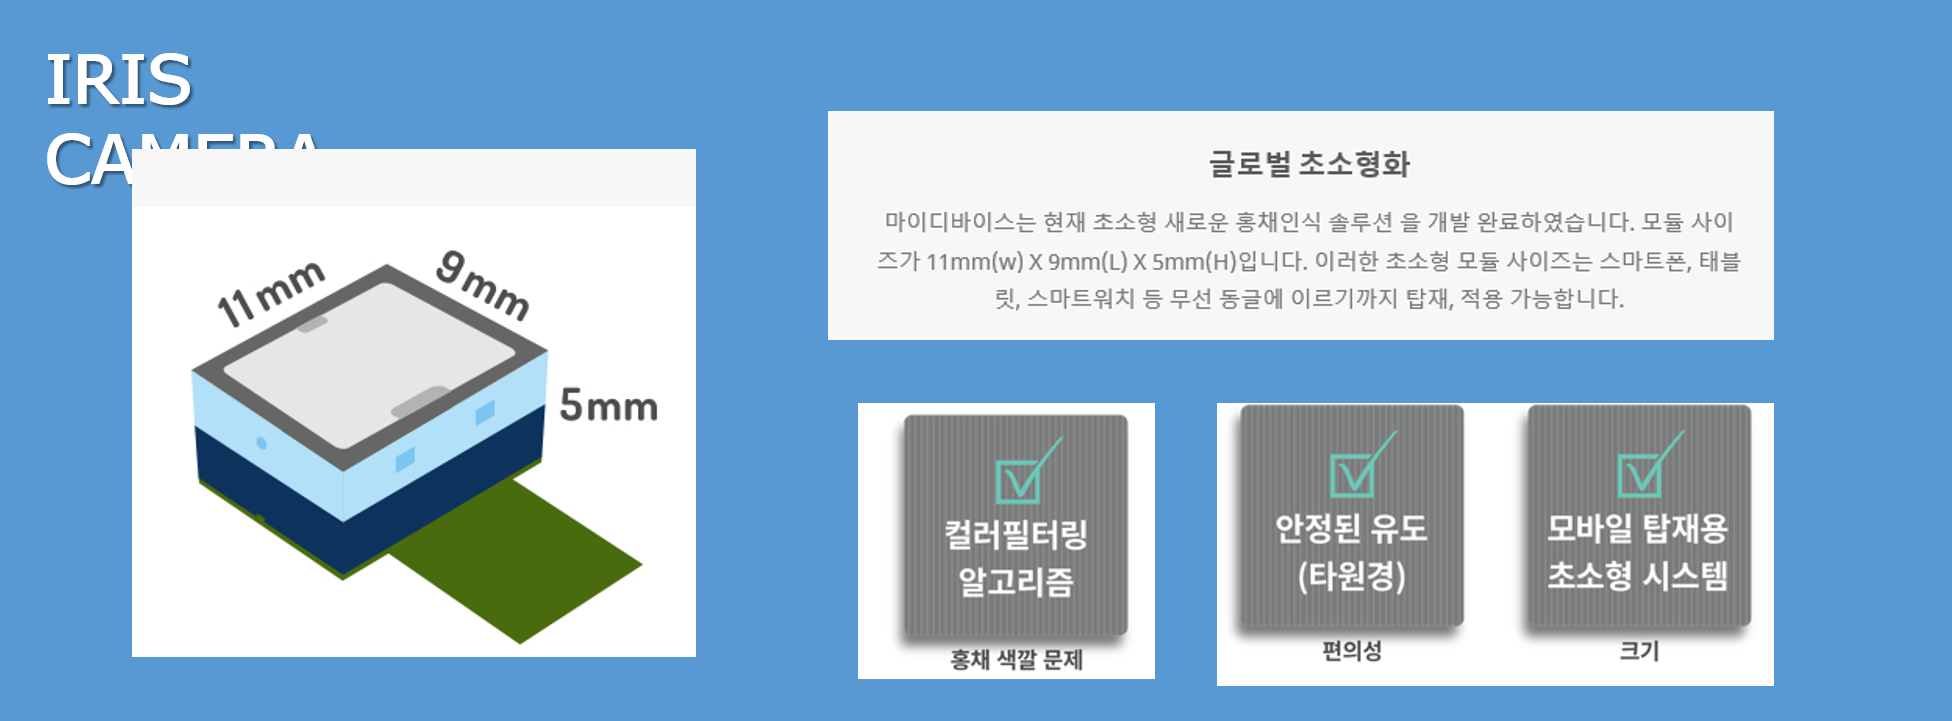 IRIS
CAMERA
11mm
9mm
5mm
글로벌 초소형화
마이디바이스는 현재 초소형 새로운 홍채인식 솔루션 을 개발 완료하였습니다. 모듈 사이
즈가 11mm(w) X 9mm(L) X 5mm(H)입니다. 이러한 초소형 모듈 사이즈는 스마트폰, 태블
릿, 스마트워치 등 무선 동글에 이르기까지 탑재, 적용 가능합니다.
컬러필터링
알고리즘
홍채 색깔 문제
안정된 유도
(타원경)
편의성
모바일 탑재용
초소형 시스템
크기